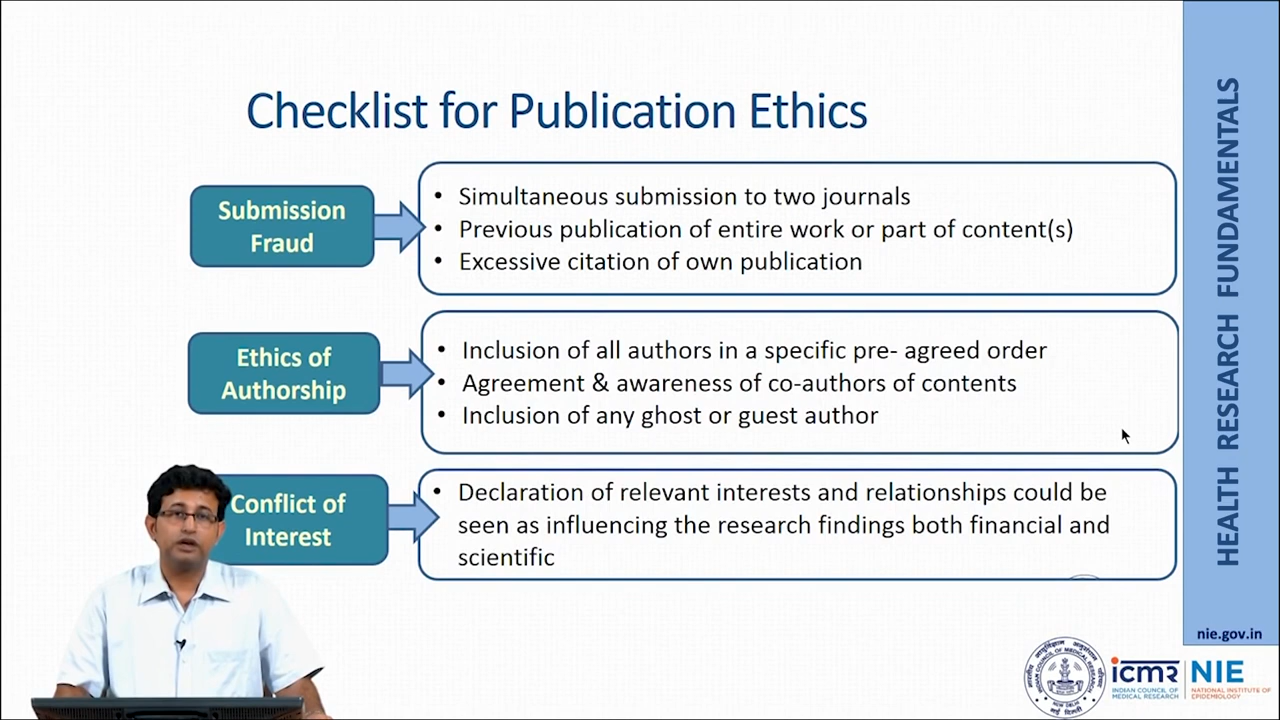 Checklist for Publication Ethics
Submission
Fraud
• Simultaneous submission to two journals
• Previous publication of entire work or part of content(s)
• Excessive citation of own publication
Ethics of
Authorship
• Inclusion of all authors in a specific pre- agreed order
• Agreement & awareness of co-authors of contents
• Inclusion of any ghost or guest author
Conflict of
Interest
• Declaration of relevant interests and relationships could be
seen as influencing the research findings both financial and
scientific
HEALTH RESEARCH FUNDAMENTALS
nie.gov.in
icmr
INDIAN COUNCIL OF
MEDICAL RESEARCH
NIE
NATIONAL INSTITUTE OF
EPIDEMIOLOGY